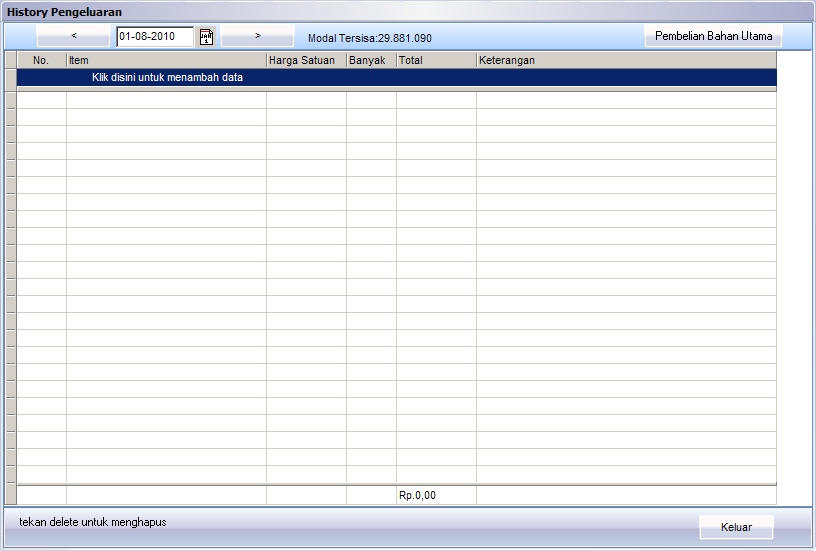 History Pengeluaran
< 01-08-2010 > Modal Tersisa:29.881.090 Pembelian Bahan Utama
No. Item Harga Satuan Banyak Total Keterangan
Klik disini untuk menambah data
Rp.0,00
tekan delete untuk menghapus
Keluar